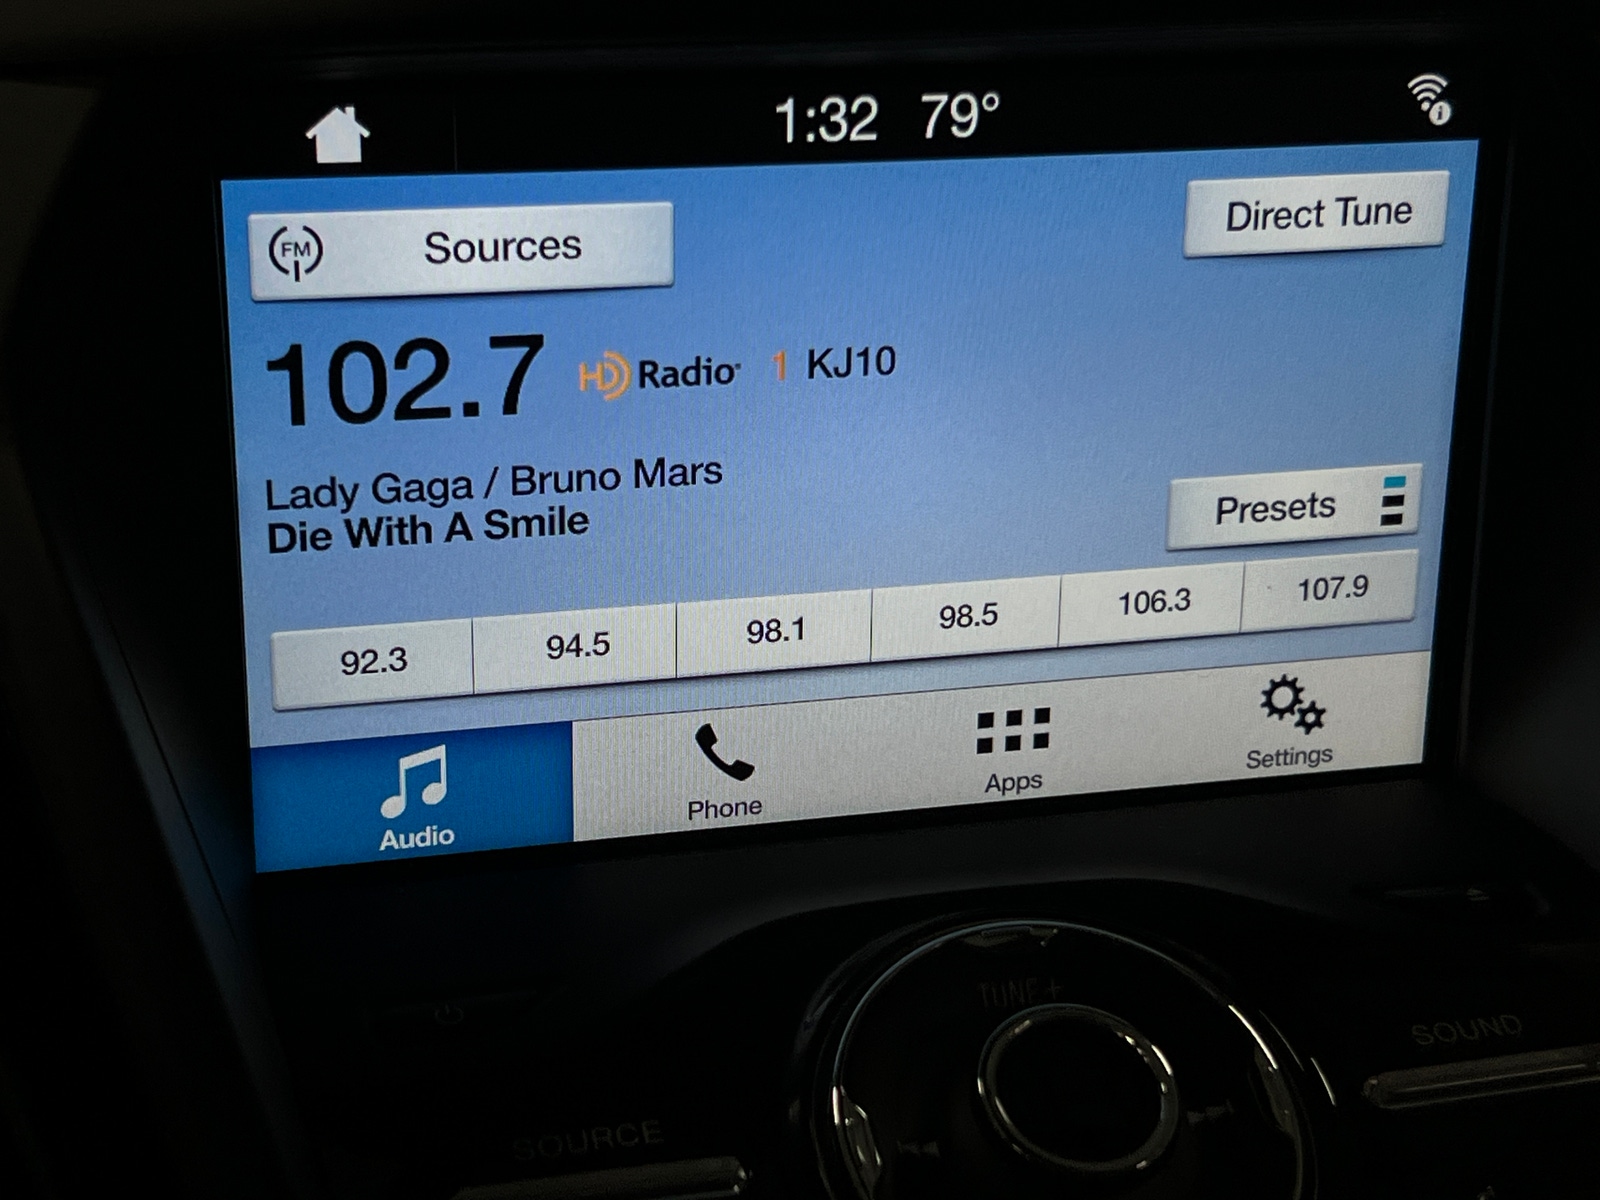 1:32 79°
FM Sources
Direct Tune
102.7 HD Radio 1 KJ10
Lady Gaga / Bruno Mars
Die With A Smile
Presets
92.3 94.5 98.1 98.5 106.3 107.9
Audio Phone Apps Settings
TUNE+
SOUND
SOURCE